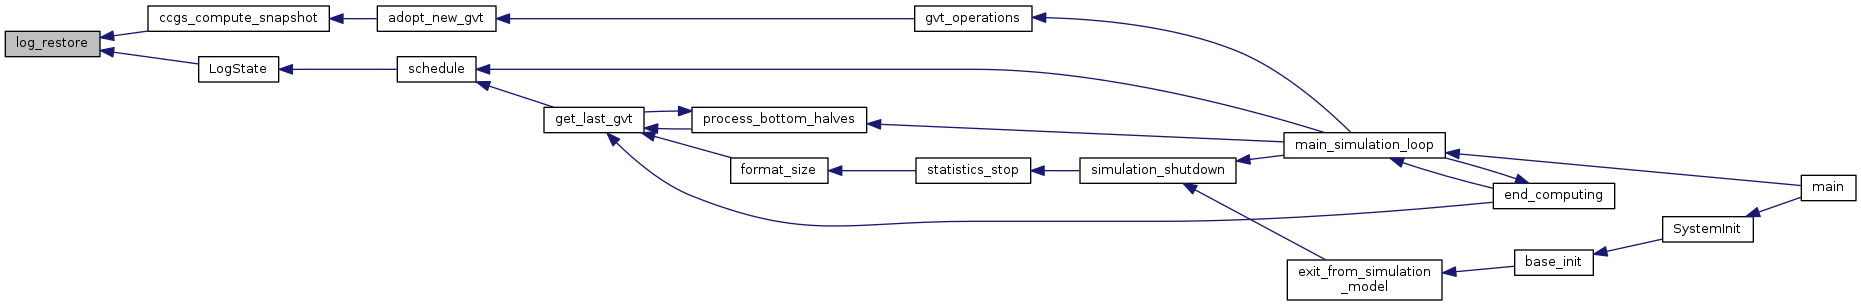 log_restore
ccgs_compute_snapshot
adopt_new_gvt
gvt_operations
LogState
schedule
get_last_gvt
process_bottom_halves
format_size
statistics_stop
simulation_shutdown
main_simulation_loop
end_computing
main
SystemInit
base_init
exit_from_simulation
_model